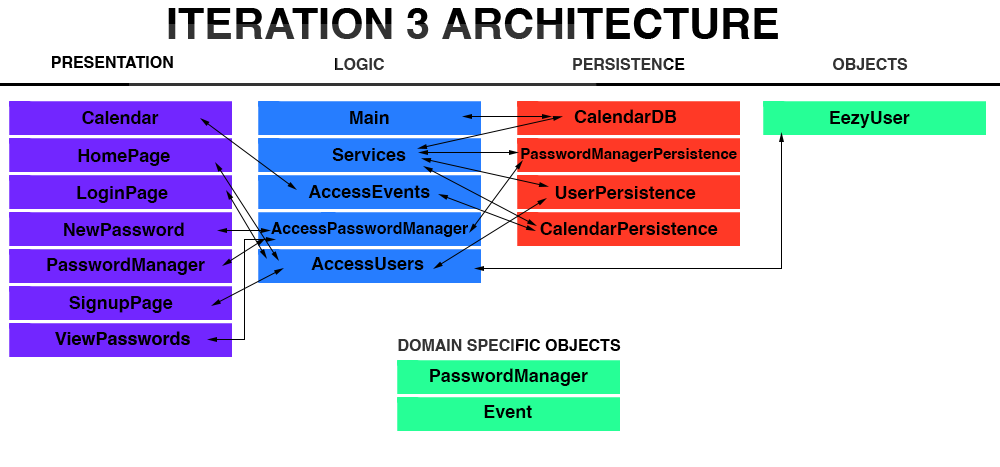 ITERATION 3 ARCHITECTURE
PRESENTATION
LOGIC
PERSISTENCE
OBJECTS
Calendar
HomePage
LoginPage
NewPassword
PasswordManager
SignupPage
ViewPasswords
Main
Services
AccessEvents
AccessPasswordManager
AccessUsers
CalendarDB
PasswordManagerPersistence
UserPersistence
CalendarPersistence
EezyUser
DOMAIN SPECIFIC OBJECTS
PasswordManager
Event